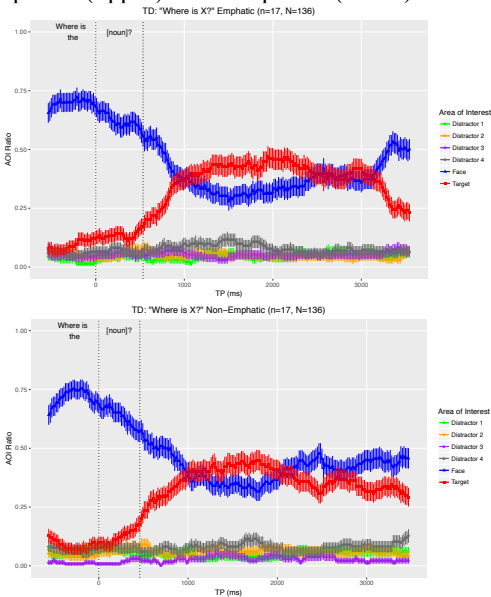 TD: "Where is X?" Emphatic (n=17, N=136)
Where is
the
[noun]?
1.00
0.75
0.50
0.25
0.00
AOI Ratio
0
1000
2000
3000
TP (ms)
Area of Interest
Distractor 1
Distractor 2
Distractor 3
Distractor 4
Face
Target
TD: "Where is X?" Non−Emphatic (n=17, N=136)
Where is
the
[noun]?
1.00
0.75
0.50
0.25
0.00
AOI Ratio
0
1000
2000
3000
TP (ms)
Area of Interest
Distractor 1
Distractor 2
Distractor 3
Distractor 4
Face
Target